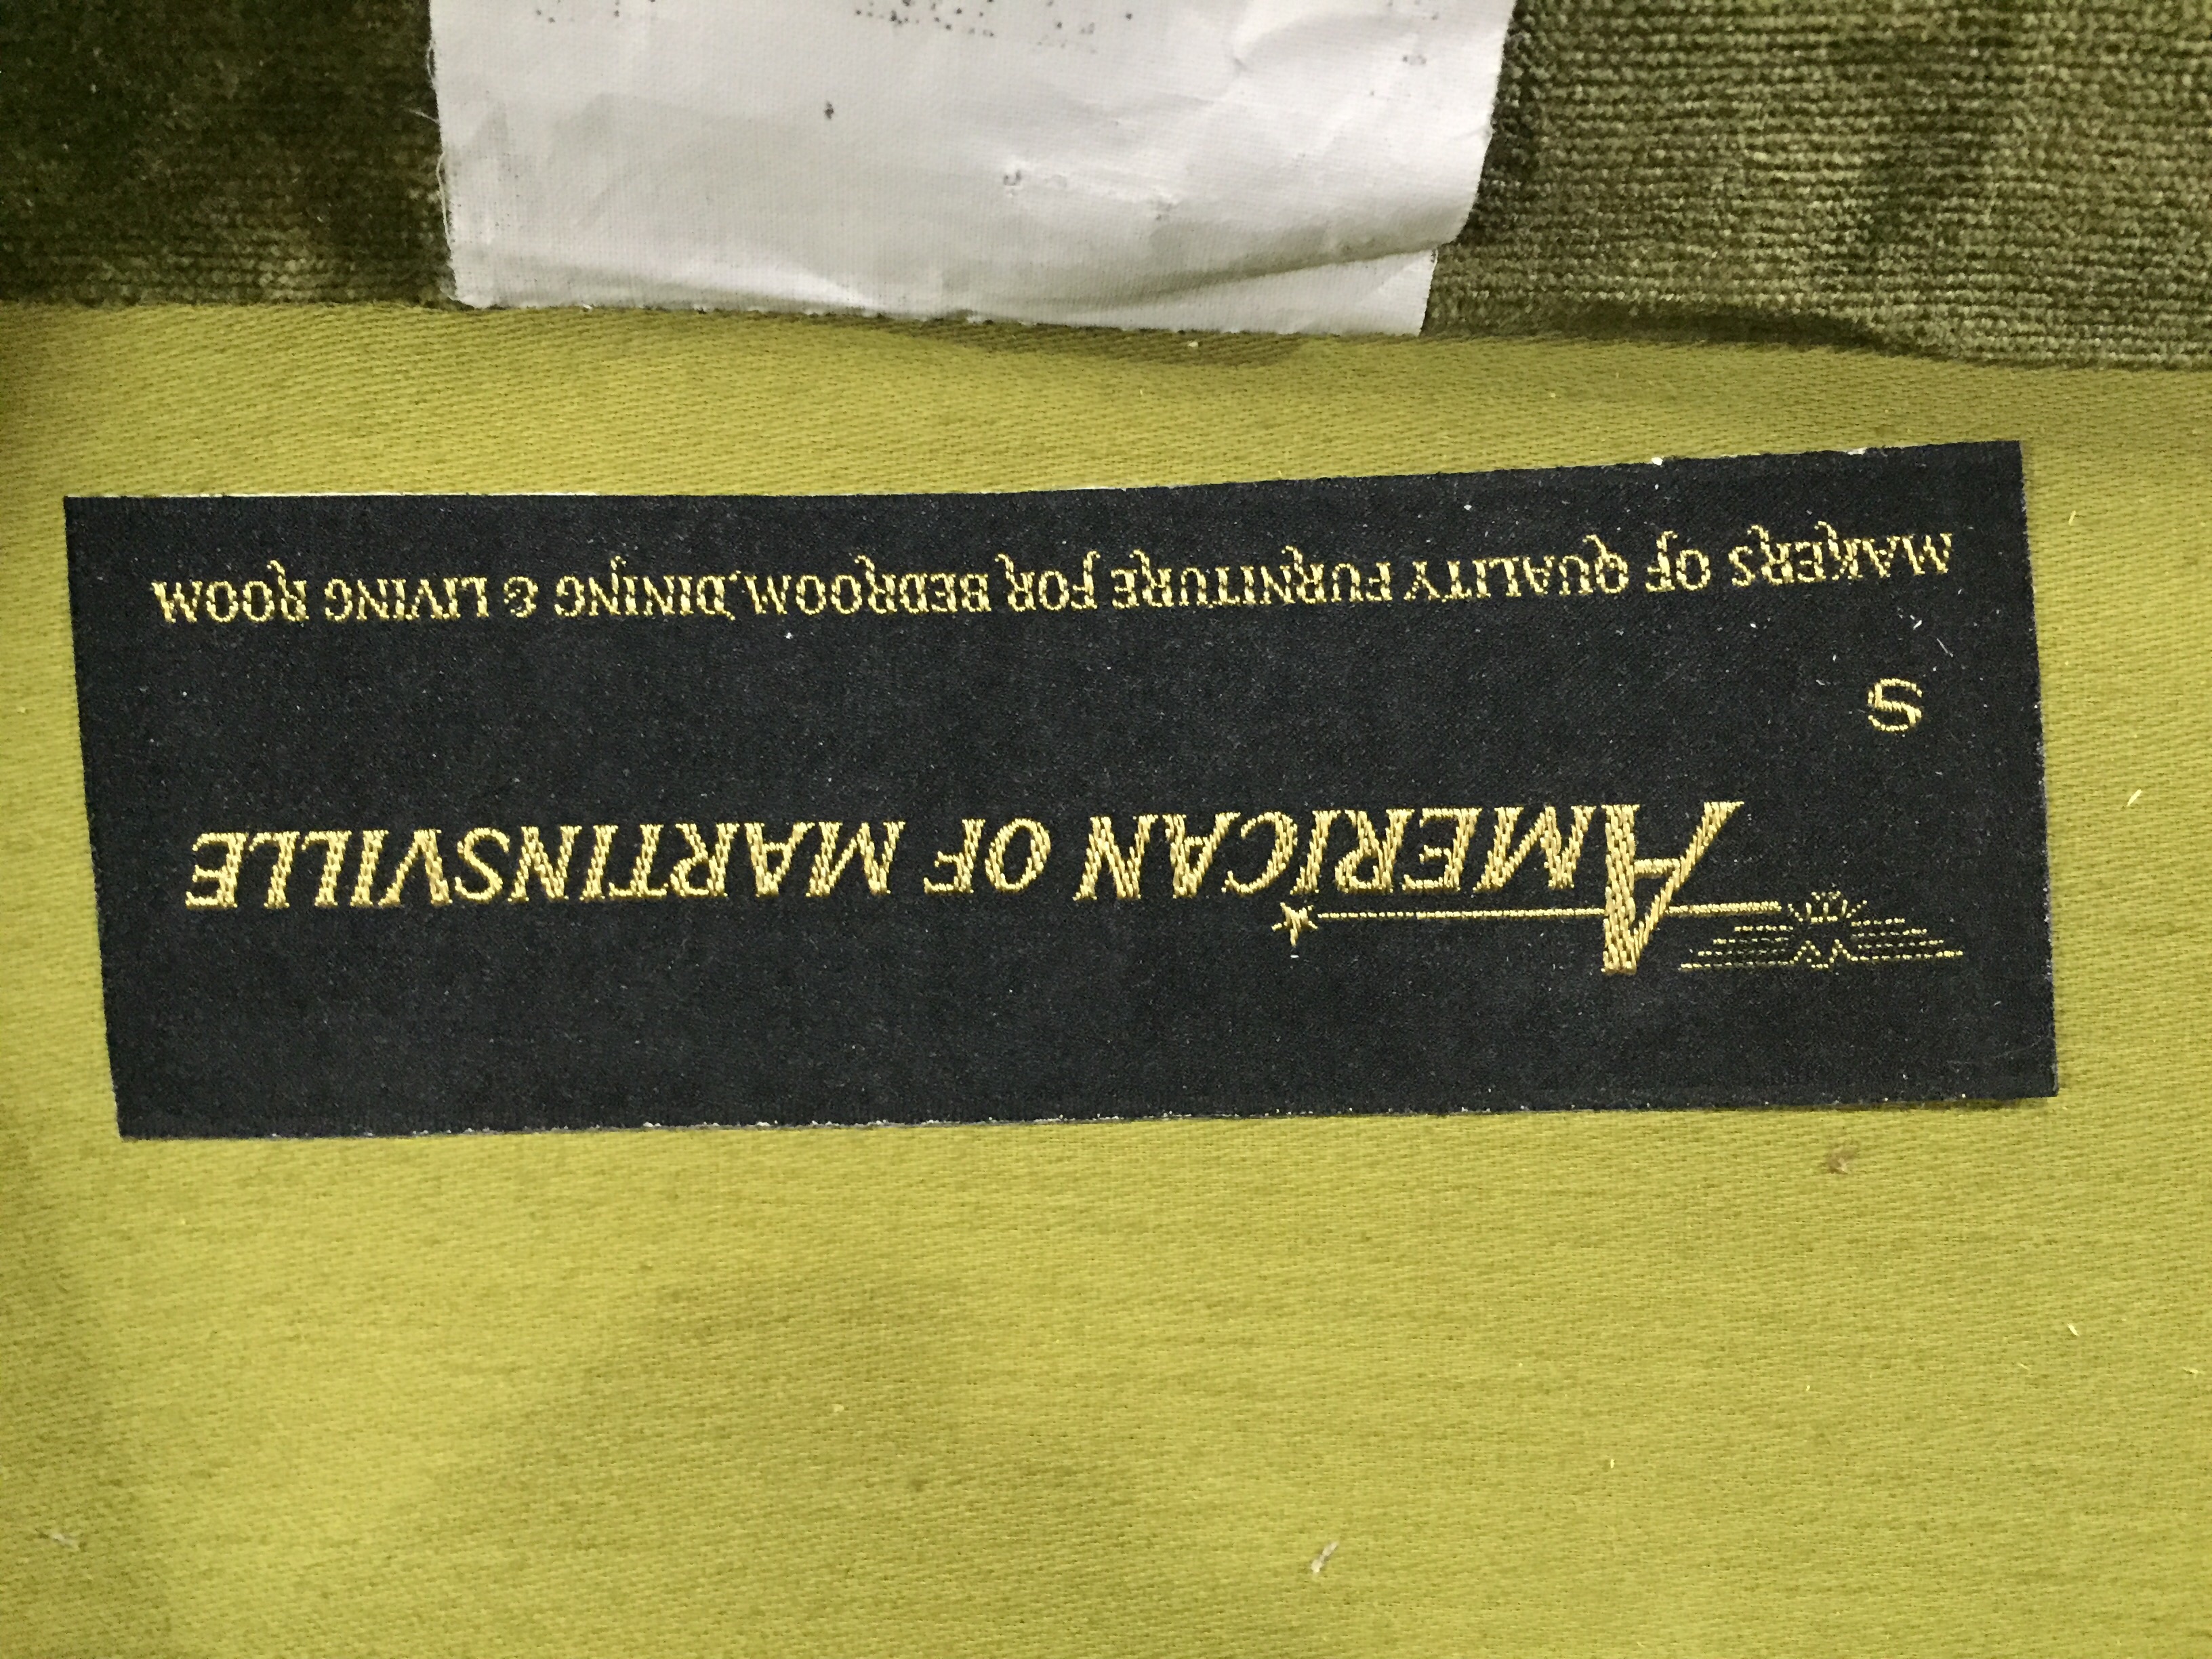 AMERICAN OF MARTINSVILLE
S
MAKERS OF QUALITY FURNITURE FOR BEDROOM, DINING & LIVING ROOM